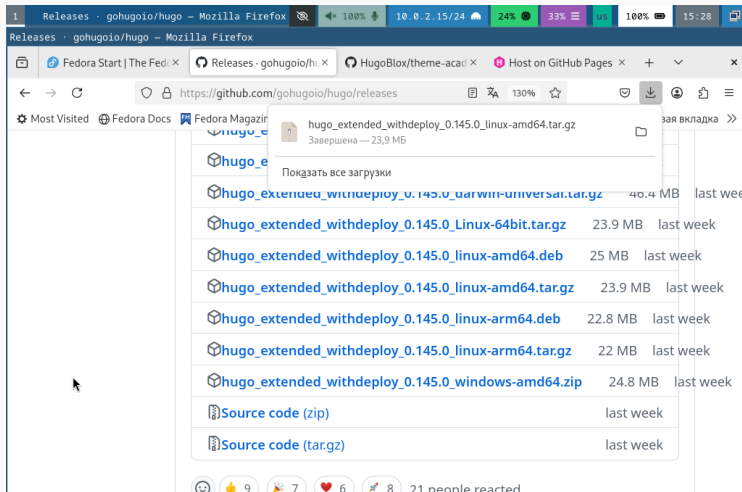 1 Releases · gohugoio/hugo — Mozilla Firefox 100% 10.0.2.15/24 24% 33% us 100% 15:28
Releases · gohugoio/hugo — Mozilla Firefox
Fedora Start | The Fedo Releases · gohugoio/hu HugoBlox/theme-acad Host on GitHub Pages
https://github.com/gohugoio/hugo/releases 130%
Most Visited Fedora Docs Fedora Magazin вая вкладка
hugo_extended_withdeploy_0.145.0_linux-amd64.tar.gz
Завершена — 23,9 МБ
Показать все загрузки
hugo_e
hugo_e
hugo_extended_withdeploy_0.145.0_darwin-universal.tar.gz 46.4 MB last wee
hugo_extended_withdeploy_0.145.0_Linux-64bit.tar.gz 23.9 MB last week
hugo_extended_withdeploy_0.145.0_linux-amd64.deb 25 MB last week
hugo_extended_withdeploy_0.145.0_linux-amd64.tar.gz 23.9 MB last week
hugo_extended_withdeploy_0.145.0_linux-arm64.deb 22.8 MB last week
hugo_extended_withdeploy_0.145.0_linux-arm64.tar.gz 22 MB last week
hugo_extended_withdeploy_0.145.0_windows-amd64.zip 24.8 MB last week
Source code (zip) last week
Source code (tar.gz) last week
9 7 6 8 21 people reacted